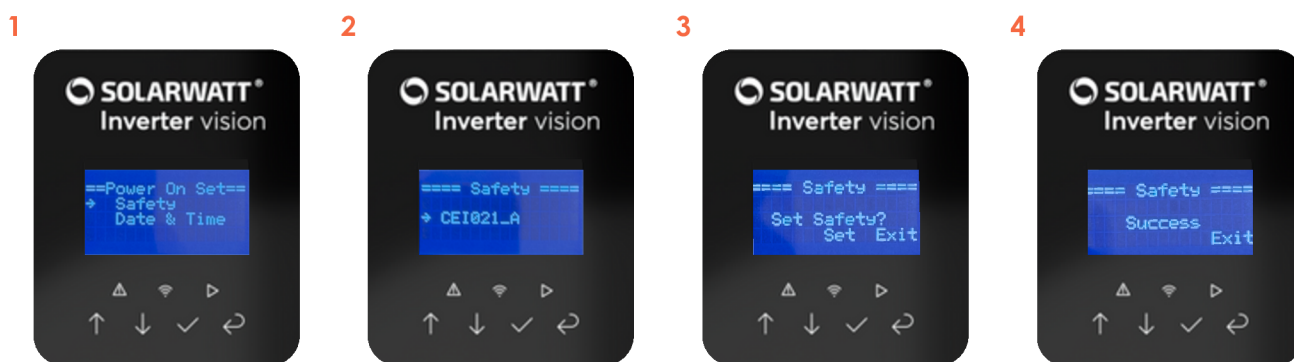 1
SOLARWATT®
Inverter vision
==Power On Set==
→ Safety
Date & Time
2
SOLARWATT®
Inverter vision
==== Safety ====
→ CEI021_A
3
SOLARWATT®
Inverter vision
==== Safety ====
Set Safety?
Set Exit
4
SOLARWATT®
Inverter vision
==== Safety ====
Success
Exit